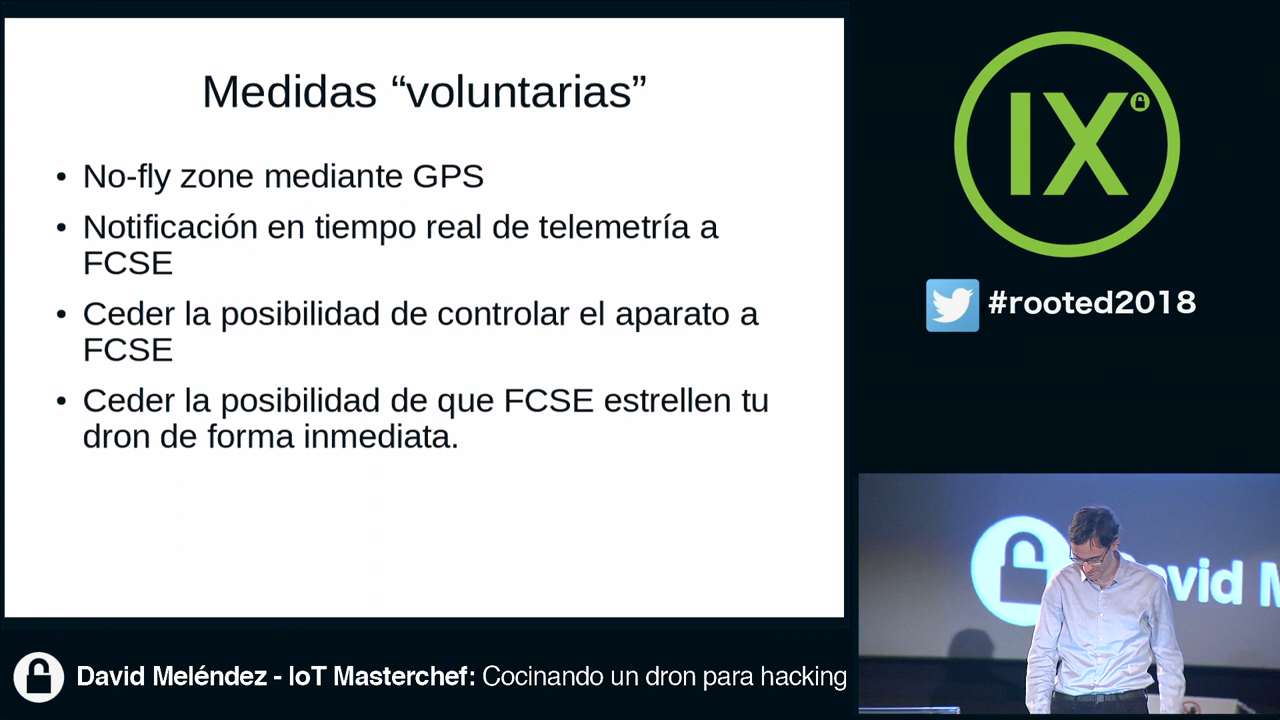 Medidas “voluntarias”
• No-fly zone mediante GPS
• Notificación en tiempo real de telemetría a
FCSE
• Ceder la posibilidad de controlar el aparato a
FCSE
• Ceder la posibilidad de que FCSE estrellen tu
dron de forma inmediata.
IX
#rooted2018
avid M
David Meléndez - IoT Masterchef: Cocinando un dron para hacking